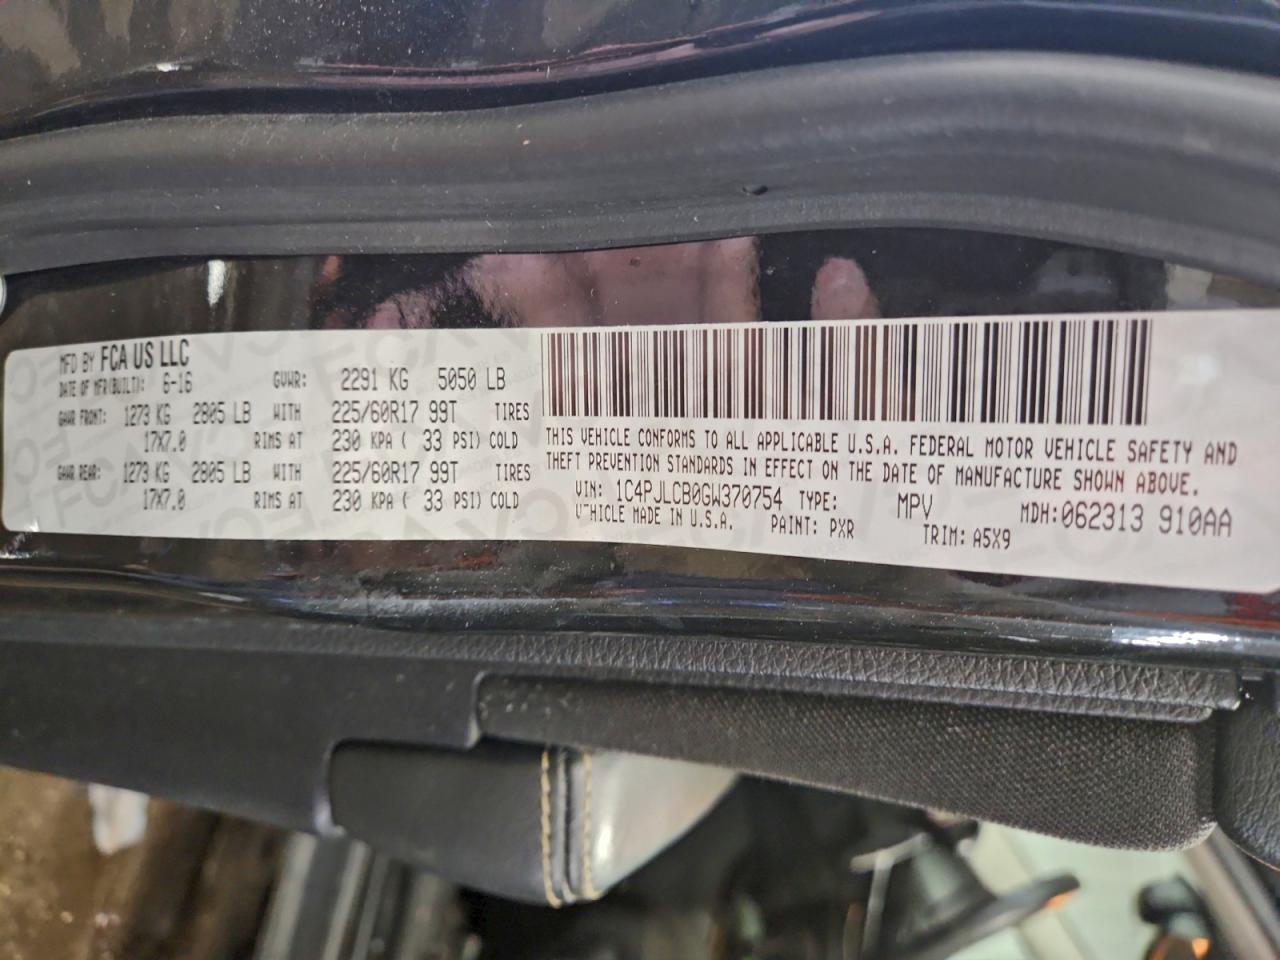 MFD BY FCA US LLC
DATE OF MFR(BUILT): 6-16 GVWR: 2291 KG 5050 LB
GAWR FRONT: 1273 KG 2805 LB WITH 225/60R17 99T TIRES
17X7.0 RIMS AT 230 KPA ( 33 PSI) COLD
GAWR REAR: 1273 KG 2805 LB WITH 225/60R17 99T TIRES
17X7.0 RIMS AT 230 KPA ( 33 PSI) COLD
THIS VEHICLE CONFORMS TO ALL APPLICABLE U.S.A. FEDERAL MOTOR VEHICLE SAFETY AND
THEFT PREVENTION STANDARDS IN EFFECT ON THE DATE OF MANUFACTURE SHOWN ABOVE.
VIN: 1C4PJLCB0GW370754 TYPE: MPV MDH: 062313 910AA
VEHICLE MADE IN U.S.A. PAINT: PXR TRIM: A5X9